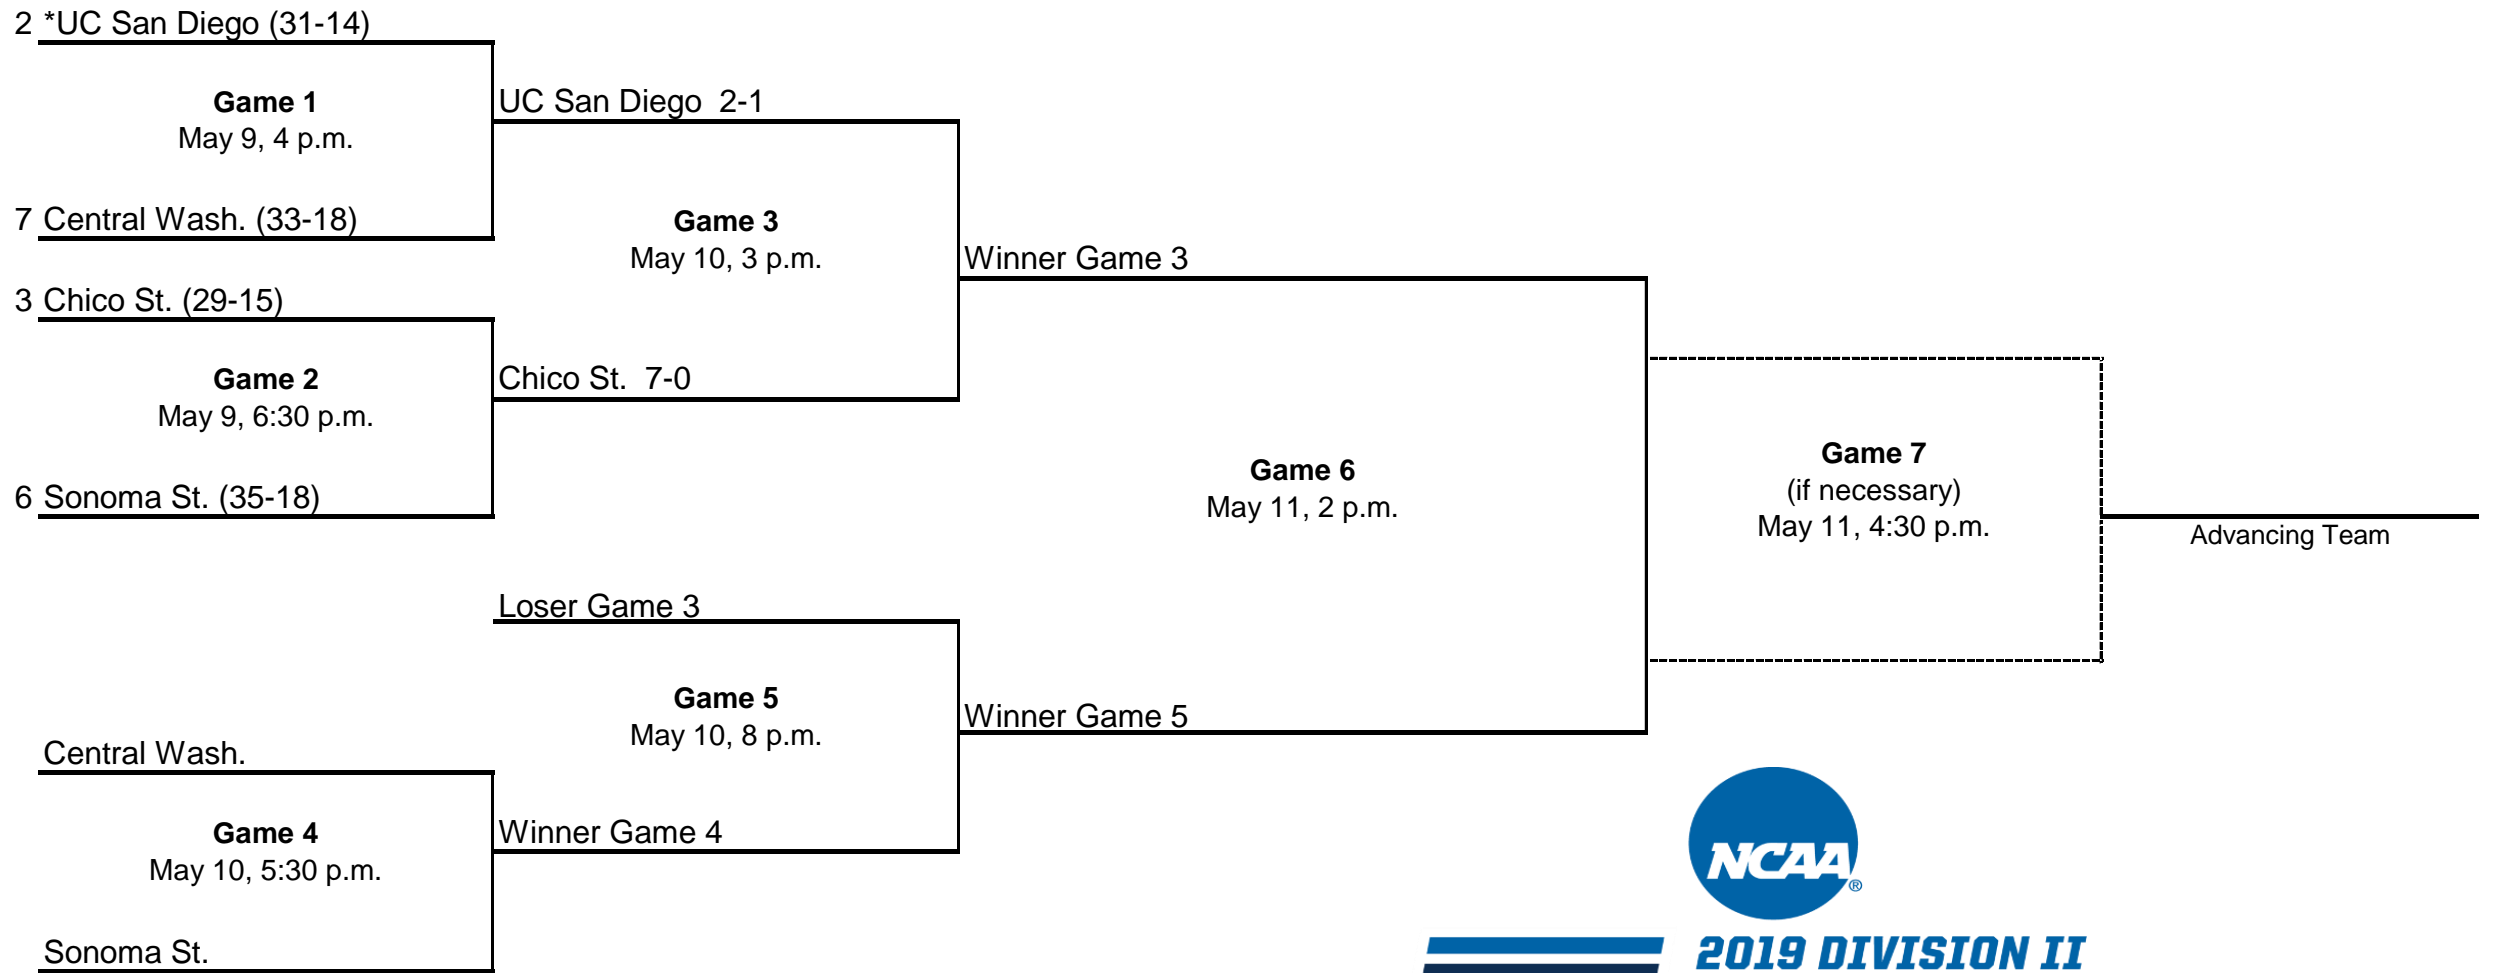 2 *UC San Diego (31-14)
Game 1
May 9, 4 p.m.
UC San Diego  2-1
7 Central Wash. (33-18)
Game 3
May 10, 3 p.m.
Winner Game 3
3 Chico St. (29-15)
Game 2
May 9, 6:30 p.m.
Chico St.  7-0
6 Sonoma St. (35-18)
Game 6
May 11, 2 p.m.
Game 7
(if necessary)
May 11, 4:30 p.m.
Advancing Team
Loser Game 3
Game 5
May 10, 8 p.m.
Winner Game 5
Central Wash.
Game 4
May 10, 5:30 p.m.
Winner Game 4
Sonoma St.
NCAA®
2019 DIVISION II